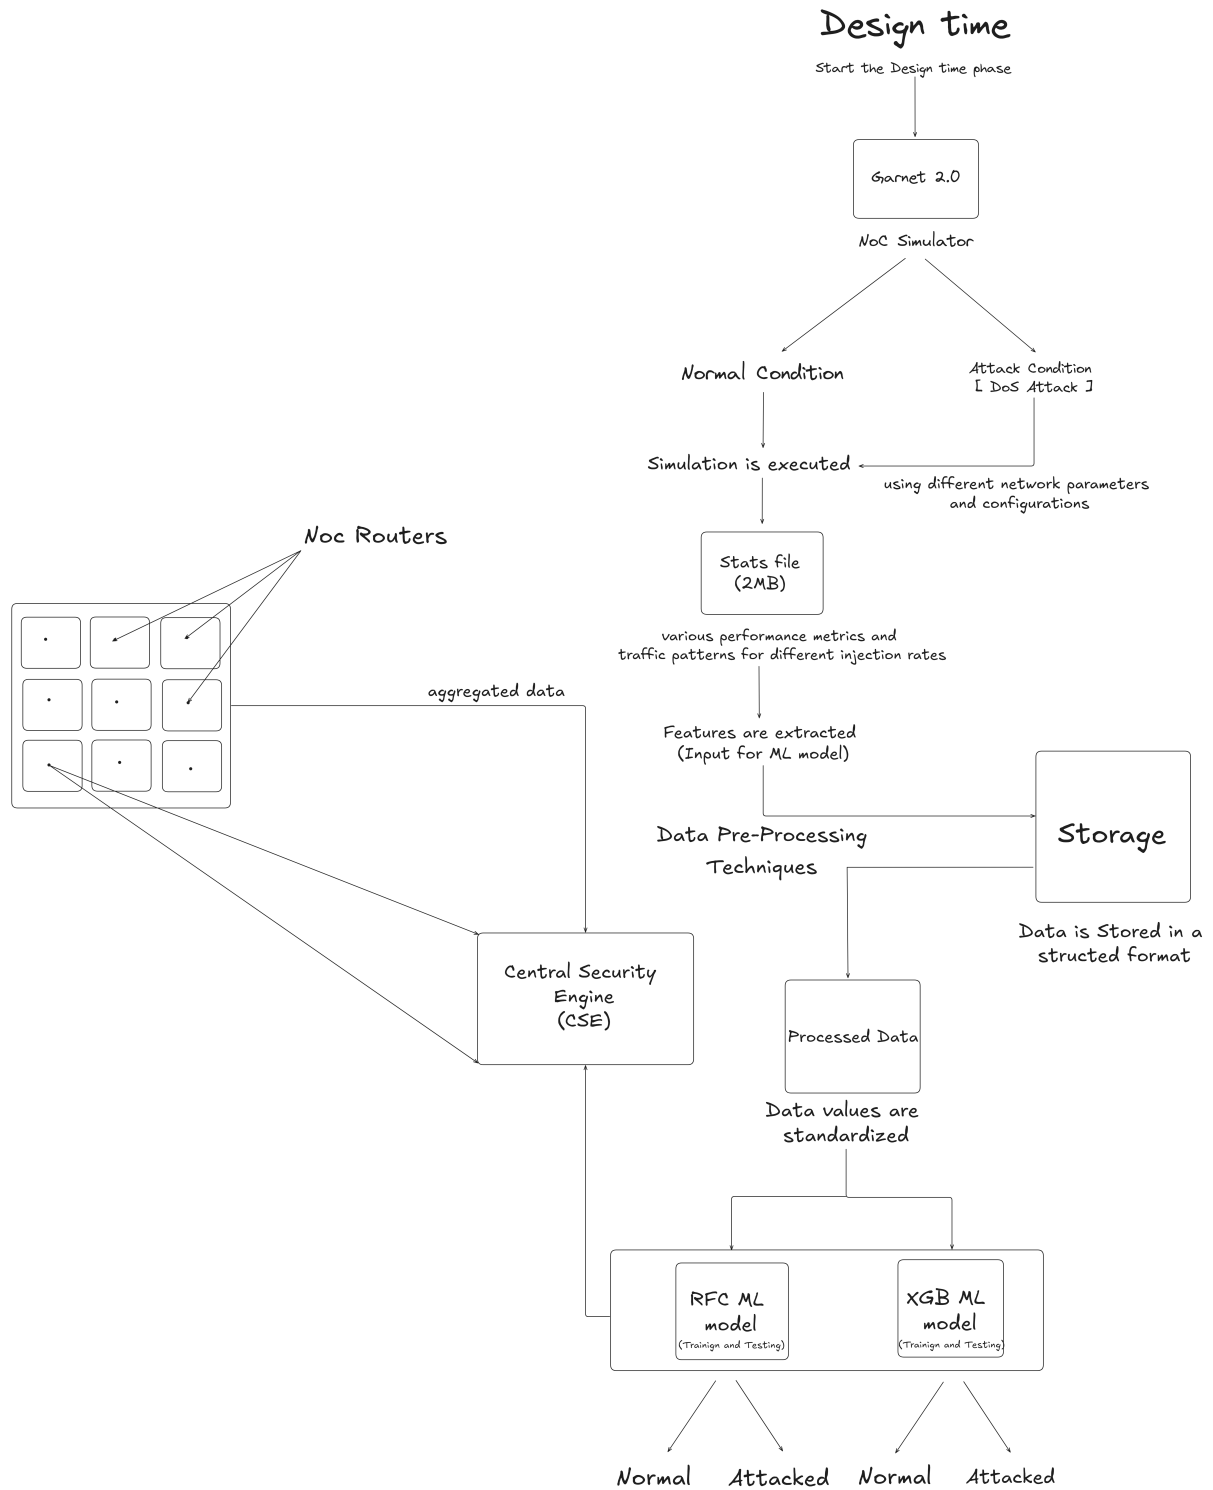 Design time
Start the Design time phase
Garnet 2.0
NoC Simulator
Normal Condition
Attack Condition
[ DoS Attack ]
Simulation is executed
using different network parameters
and configurations
Stats file
(2MB)
various performance metrics and
traffic patterns for different injection rates
Features are extracted
(Input for ML model)
Storage
Data is Stored in a
structed format
Data Pre-Processing
Techniques
Processed Data
Data values are
standardized
Noc Routers
aggregated data
Central Security
Engine
(CSE)
RFC ML
model
(Trainign and Testing)
XGB ML
model
(Trainign and Testing)
Normal
Attacked
Normal
Attacked